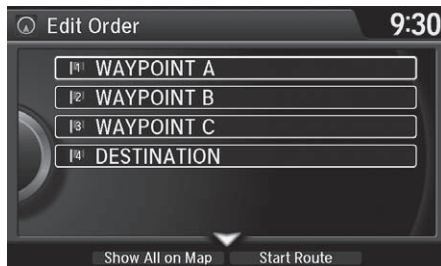 Edit Order
9:30
1 WAYPOINT A
2 WAYPOINT B
3 WAYPOINT C
4 DESTINATION
Show All on Map Start Route